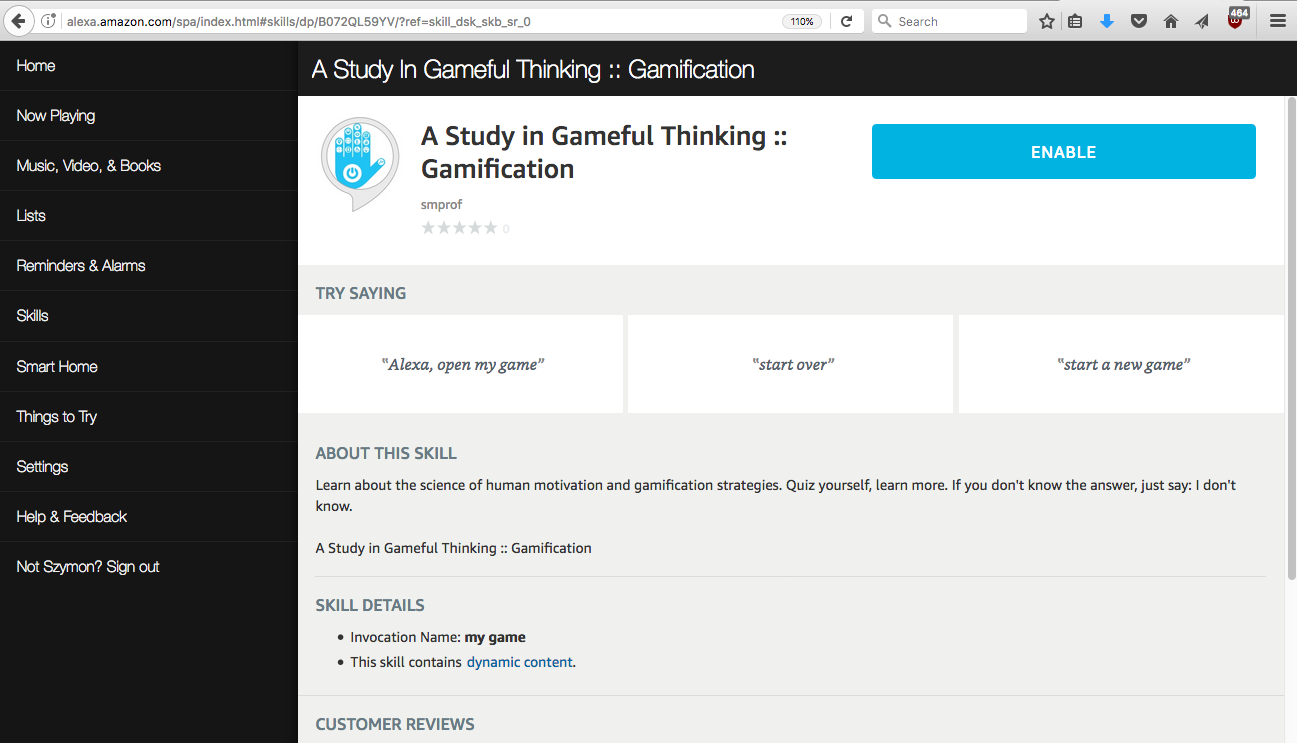 alexa.amazon.com/spa/index.html#skills/dp/B072QL59YV/?ref=skill_dsk_skb_sr_0
110%
Search
464
Home
Now Playing
Music, Video, & Books
Lists
Reminders & Alarms
Skills
Smart Home
Things to Try
Settings
Help & Feedback
Not Szymon? Sign out
A Study In Gameful Thinking :: Gamification
A Study in Gameful Thinking ::
Gamification
smprof
0
ENABLE
TRY SAYING
"Alexa, open my game"
"start over"
"start a new game"
ABOUT THIS SKILL
Learn about the science of human motivation and gamification strategies. Quiz yourself, learn more. If you don't know the answer, just say: I don't
know.
A Study in Gameful Thinking :: Gamification
SKILL DETAILS
• Invocation Name: my game
• This skill contains dynamic content.
CUSTOMER REVIEWS